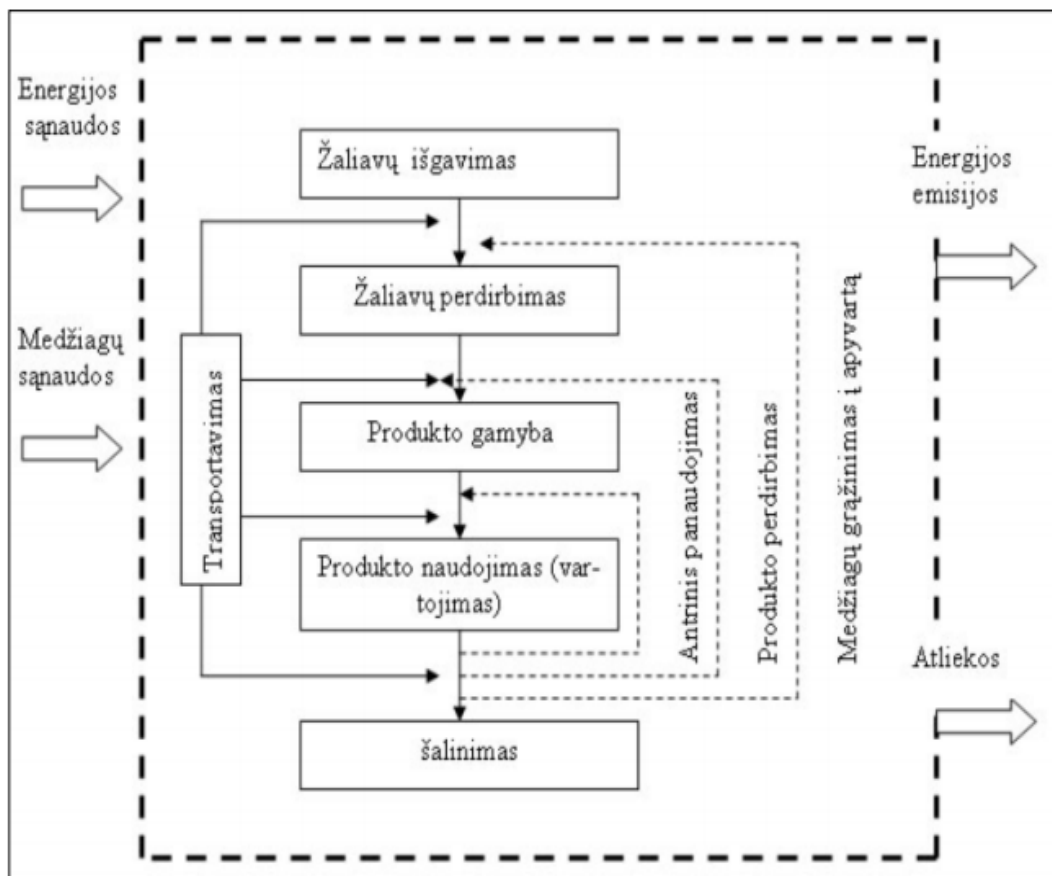 Energijos
sąnaudos
Medžiagų
sąnaudos
Transportavimas
Žaliavų išgavimas
Žaliavų perdirbimas
Produkto gamyba
Produkto naudojimas (var-
tojimas)
šalinimas
Antrinis panaudojimas
Produkto perdirbimas
Medžiagų grąžinimas į apyvartą
Energijos
emisijos
Atliekos